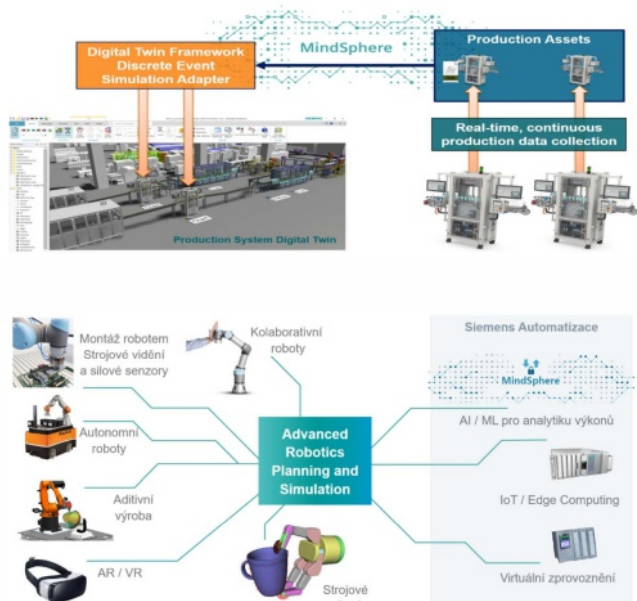 Digital Twin Framework
Discrete Event
Simulation Adapter
MindSphere
Production Assets
Real-time, continuous
production data collection
Production System Digital Twin
Montáž robotem
Strojové vidění
a silové senzory
Kolaborativní
roboty
Siemens Automatizace
MindSphere
AI / ML pro analytiku výkonů
Autonomní
roboty
Advanced
Robotics
Planning and
Simulation
IoT / Edge Computing
Aditivní
výroba
AR / VR
Strojové
Virtuální zprovoznění